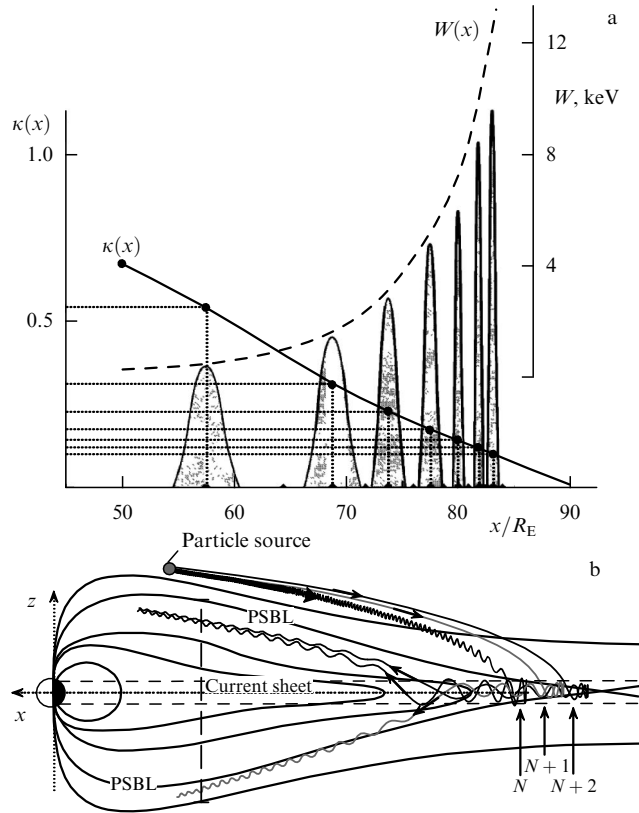 a
W(x)
12
κ(x)
W, keV
1.0
8
κ(x)
4
0.5
50
60
70
80
x/R_E
90
Particle source
b
z
PSBL
Current sheet
x
N + 1
PSBL
N
N + 2